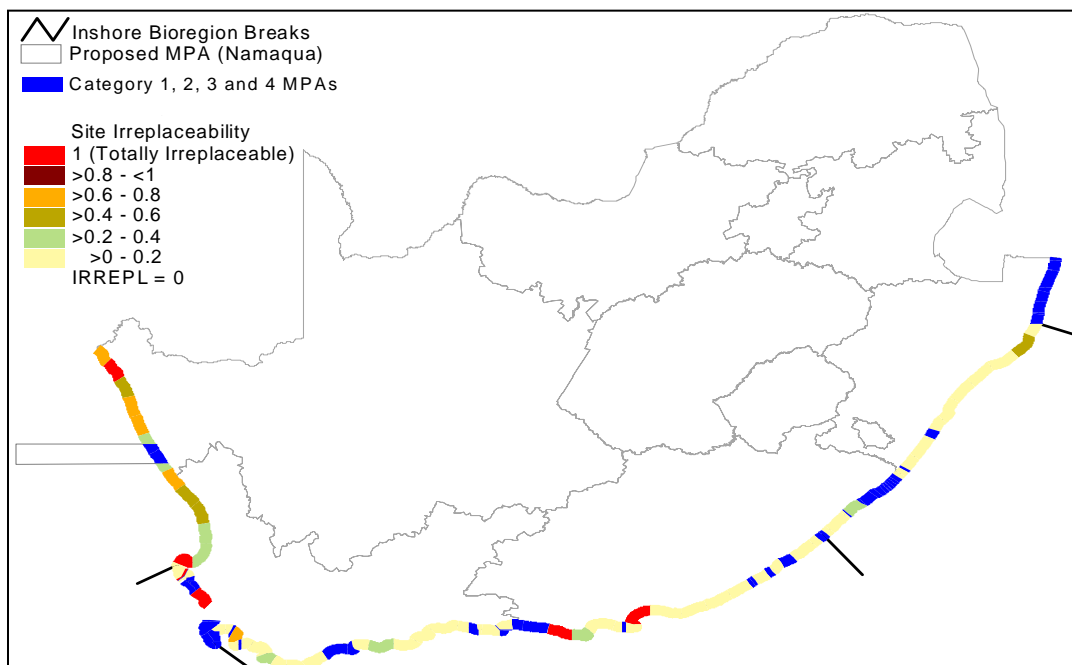 Inshore Bioregion Breaks
Proposed MPA (Namaqua)
Category 1, 2, 3 and 4 MPAs
Site Irreplaceability
1 (Totally Irreplaceable)
>0.8 - <1
>0.6 - 0.8
>0.4 - 0.6
>0.2 - 0.4
>0 - 0.2
IRREPL = 0